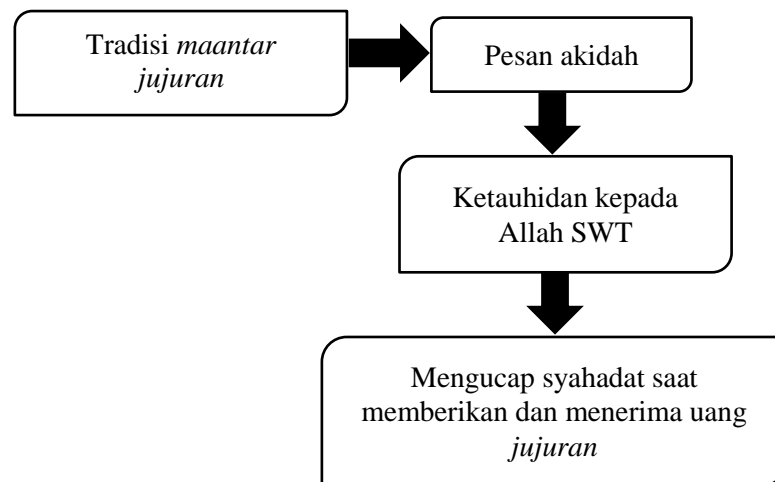 Tradisi maantar
jujuran
Pesan akidah
Ketauhidan kepada
Allah SWT
Mengucap syahadat saat
memberikan dan menerima uang
jujuran